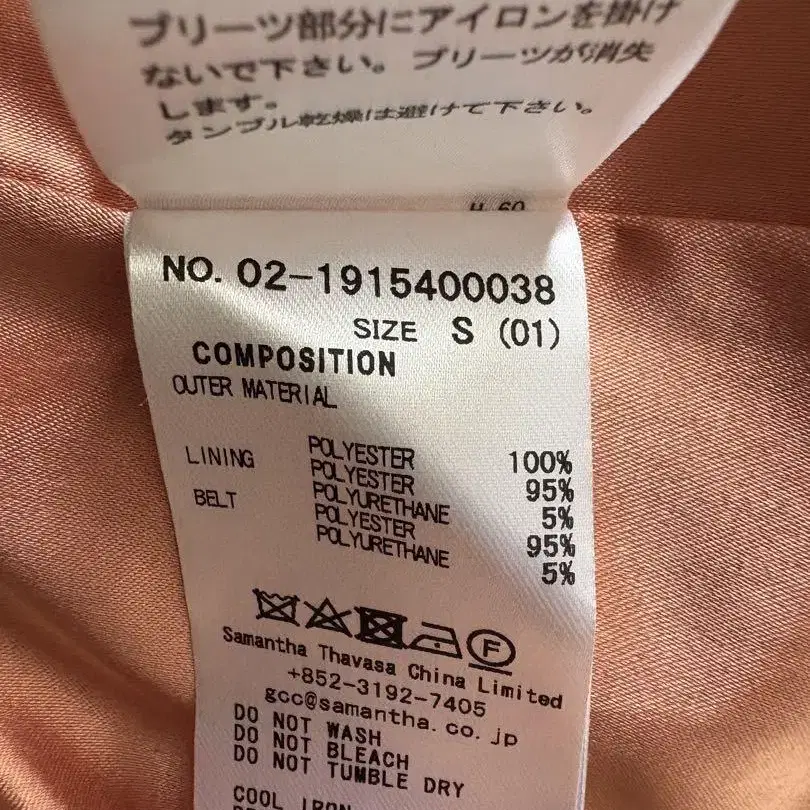 プリーツ部分にアイロンを掛け
ないで下さい。プリーツが消失
します。
タンブル乾燥は避けて下さい。
NO. 02-1915400038
SIZE S (01)
COMPOSITION
OUTER MATERIAL
POLYESTER 100%
LINING POLYESTER 95%
POLYURETHANE 5%
BELT POLYESTER 95%
POLYURETHANE 5%
F
Samantha Thavasa China Limited
+852-3192-7405
gcc@samantha.co.jp
DO NOT WASH
DO NOT BLEACH
DO NOT TUMBLE DRY
COOL IRON